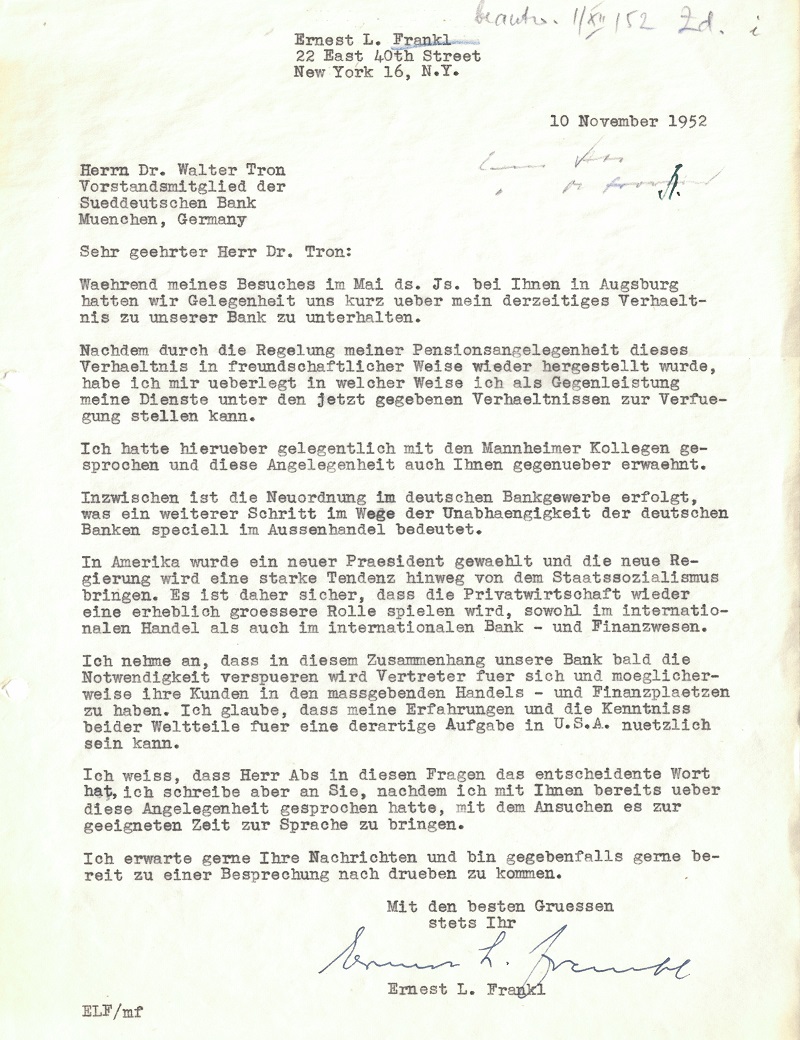 beantw. 1/XII/52 Zd. i
Ernest L. Frankl
22 East 40th Street
New York 16, N.Y.
10 November 1952
Herrn Dr. Walter Tron
Vorstandsmitglied der
Sueddeutschen Bank
Muenchen, Germany
Sehr geehrter Herr Dr. Tron:
Waehrend meines Besuches im Mai ds. Js. bei Ihnen in Augsburg
hatten wir Gelegenheit uns kurz ueber mein derzeitiges Verhaelt-
nis zu unserer Bank zu unterhalten.
Nachdem durch die Regelung meiner Pensionsangelegenheit dieses
Verhaeltnis in freundschaftlicher Weise wieder hergestellt wurde,
habe ich mir ueberlegt in welcher Weise ich als Gegenleistung
meine Dienste unter den jetzt gegebenen Verhaeltnissen zur Verfue-
gung stellen kann.
Ich hatte hierueber gelegentlich mit den Mannheimer Kollegen ge-
sprochen und diese Angelegenheit auch Ihnen gegenueber erwaehnt.
Inzwischen ist die Neuordnung im deutschen Bankgewerbe erfolgt,
was ein weiterer Schritt im Wege der Unabhaengigkeit der deutschen
Banken speciell im Aussenhandel bedeutet.
In Amerika wurde ein neuer Praesident gewaehlt und die neue Re-
gierung wird eine starke Tendenz hinweg von dem Staatssozialismus
bringen. Es ist daher sicher, dass die Privatwirtschaft wieder
eine erheblich groessere Rolle spielen wird, sowohl im internatio-
nalen Handel als auch im internationalen Bank - und Finanzwesen.
Ich nehme an, dass in diesem Zusammenhang unsere Bank bald die
Notwendigkeit verspueren wird Vertreter fuer sich und moeglicher-
weise ihre Kunden in den massgebenden Handels - und Finanzplaetzen
zu haben. Ich glaube, dass meine Erfahrungen und die Kenntniss
beider Weltteile fuer eine derartige Aufgabe in U.S.A. nuetzlich
sein kann.
Ich weiss, dass Herr Abs in diesen Fragen das entscheidente Wort
hat, ich schreibe aber an Sie, nachdem ich mit Ihnen bereits ueber
diese Angelegenheit gesprochen hatte, mit dem Ansuchen es zur
geeigneten Zeit zur Sprache zu bringen.
Ich erwarte gerne Ihre Nachrichten und bin gegebenfalls gerne be-
reit zu einer Besprechung nach drueben zu kommen.
Mit den besten Gruessen
stets Ihr
Ernest L. Frankl
Ernest L. Frankl
ELF/mf